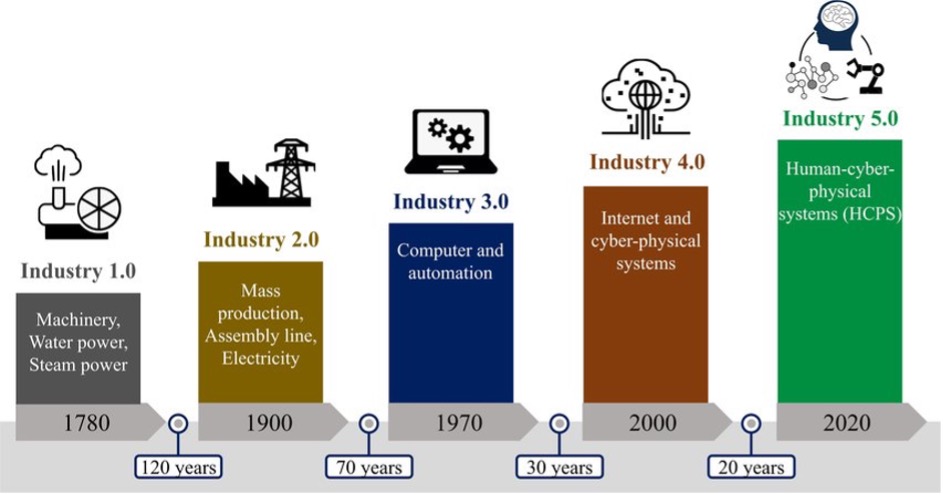 Industry 1.0
Machinery,
Water power,
Steam power
1780
120 years
Industry 2.0
Mass
production,
Assembly line,
Electricity
1900
70 years
Industry 3.0
Computer and
automation
1970
30 years
Industry 4.0
Internet and
cyber-physical
systems
2000
20 years
Industry 5.0
Human-cyber-
physical
systems (HCPS)
2020